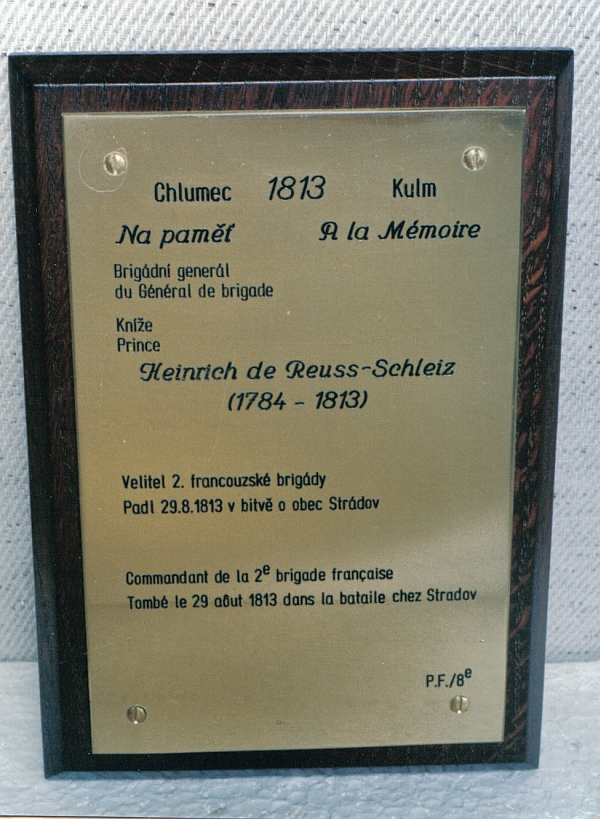 Chlumec 1813 Kulm
Na paměť A la Mémoire
Brigádní generál
du Général de brigade
Kníže
Prince
Heinrich de Reuss-Schleiz
(1784 - 1813)
Velitel 2. francouzské brigády
Padl 29.8.1813 v bitvě o obec Strádov
Commandant de la 2e brigade française
Tombé le 29 aôut 1813 dans la bataile chez Stradov
P.F./8e